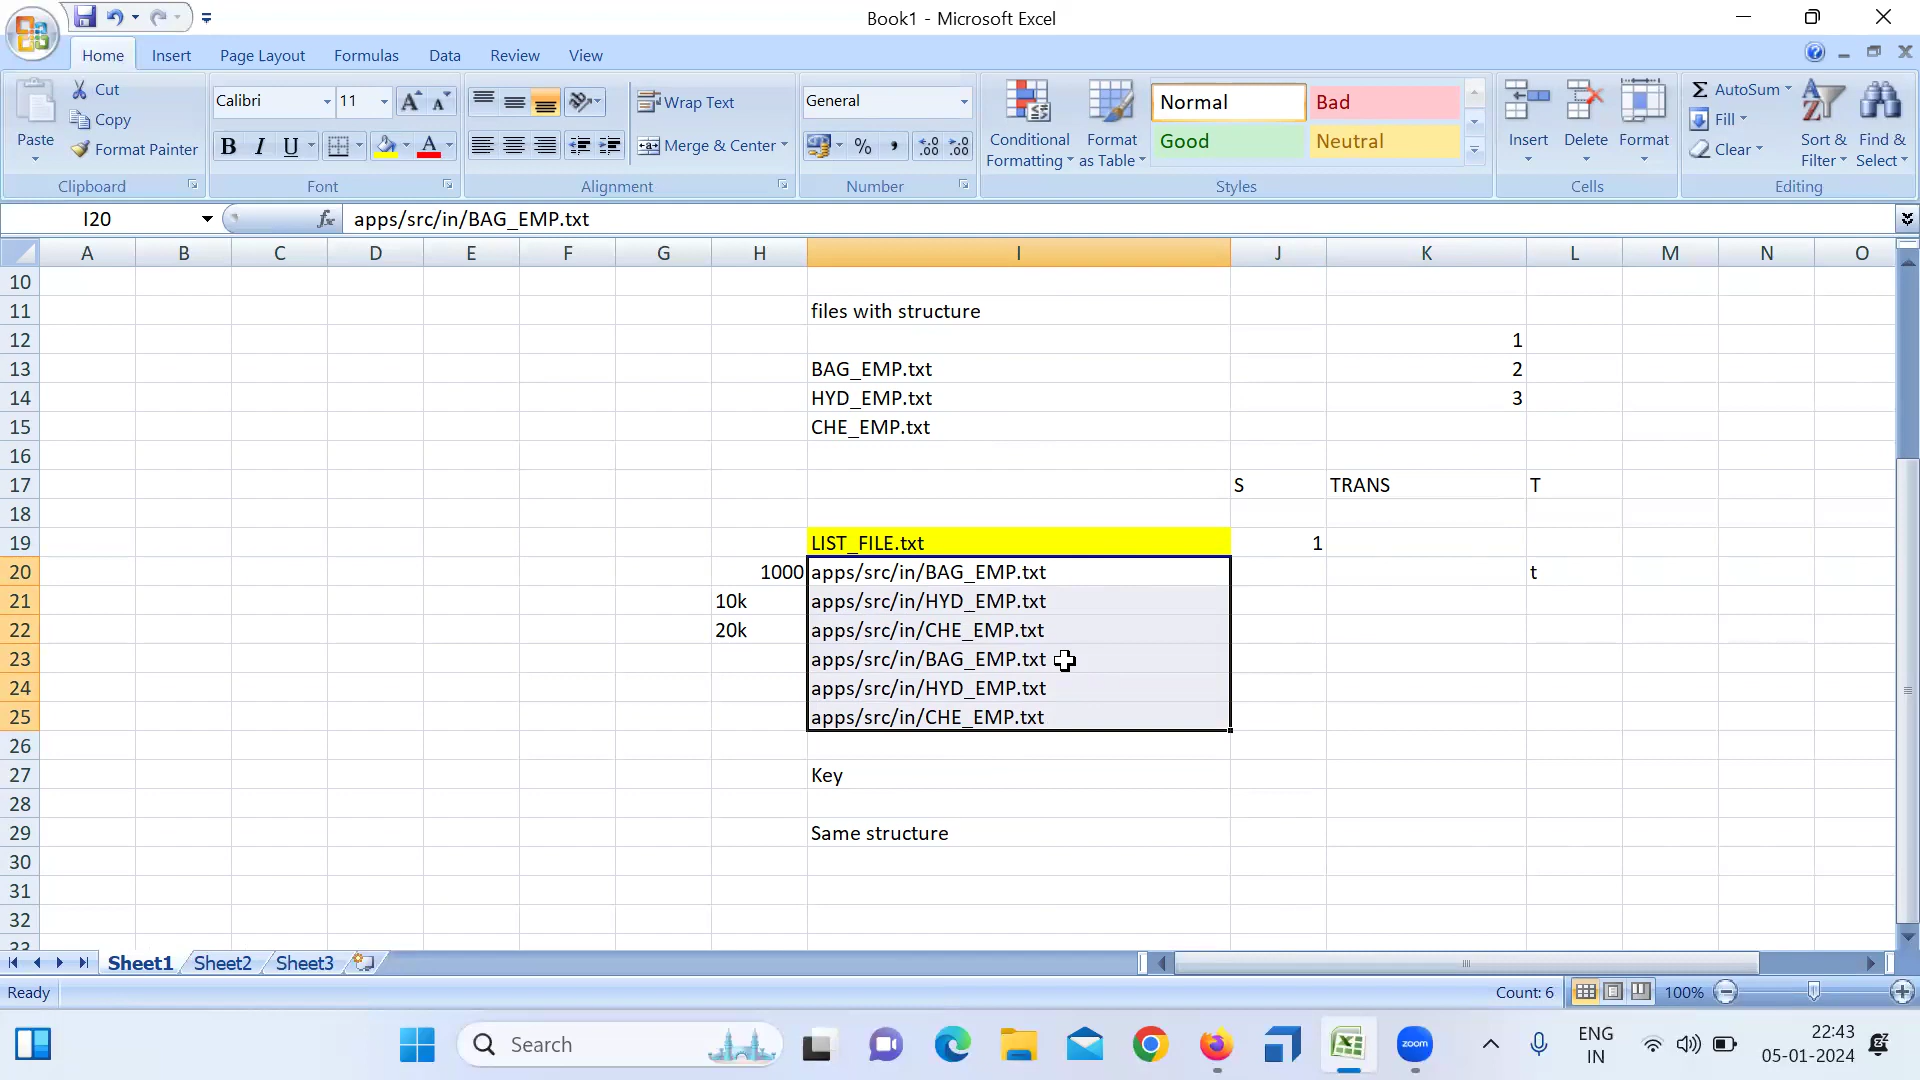 Book1 - Microsoft Excel
Home Insert Page Layout Formulas Data Review View
Paste
Cut
Copy
Format Painter
Clipboard
Calibri 11
B I U
Font
Wrap Text
Merge & Center
Alignment
General
Number
Conditional Formatting
Format as Table
Normal Bad
Good Neutral
Styles
Insert Delete Format
Cells
AutoSum
Fill
Clear
Sort & Filter
Find & Select
Editing
I20 fx apps/src/in/BAG_EMP.txt
A B C D E F G H I J K L M N O
10
11 files with structure
12 1
13 BAG_EMP.txt 2
14 HYD_EMP.txt 3
15 CHE_EMP.txt
16
17 S TRANS T
18
19 LIST_FILE.txt 1
20 1000 apps/src/in/BAG_EMP.txt t
21 10k apps/src/in/HYD_EMP.txt
22 20k apps/src/in/CHE_EMP.txt
23 apps/src/in/BAG_EMP.txt
24 apps/src/in/HYD_EMP.txt
25 apps/src/in/CHE_EMP.txt
26
27 Key
28
29 Same structure
30
31
32
33
Sheet1 Sheet2 Sheet3
Ready Count: 6 100%
Search
zoom
ENG
IN
22:43
05-01-2024